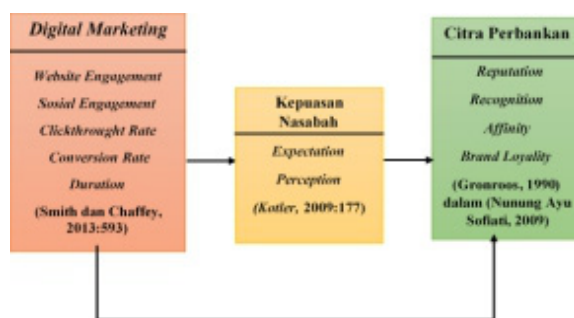 Digital Marketing
Website Engagement
Sosial Engagement
Clickthrought Rate
Conversion Rate
Duration
(Smith dan Chaffey,
2013:593)
Kepuasan
Nasabah
Expectation
Perception
(Kotler, 2009:177)
Citra Perbankan
Reputation
Recognition
Affinity
Brand Loyality
(Gronroos, 1990)
dalam (Nunung Ayu
Sofiati, 2009)